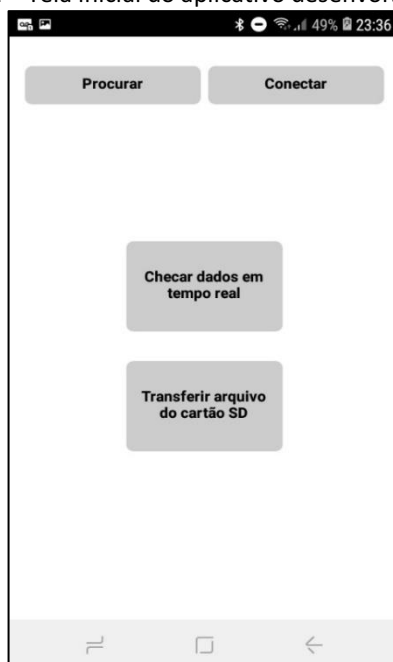 Tela inicial do aplicativo desenvol
49% 23:36
Procurar Conectar
Checar dados em
tempo real
Transferir arquivo
do cartão SD